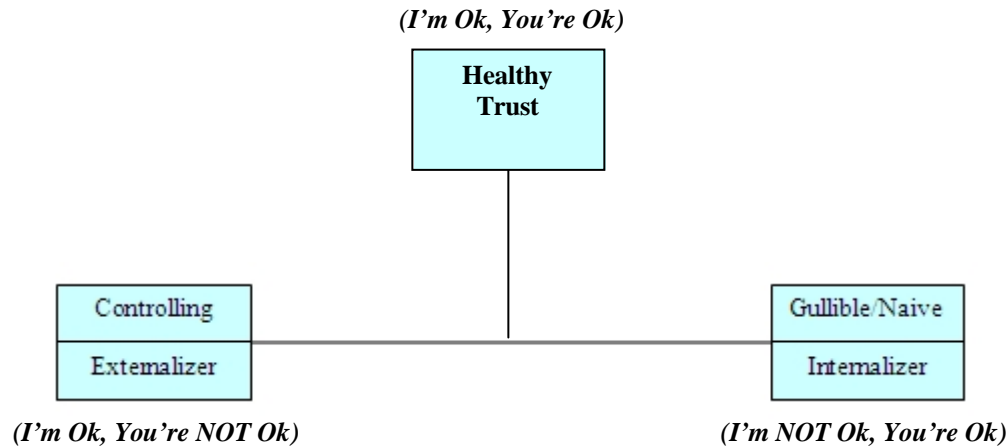 (I'm Ok, You're Ok)
Healthy
Trust
Controlling
Externalizer
(I'm Ok, You're NOT Ok)
Gullible/Naive
Internalizer
(I'm NOT Ok, You're Ok)